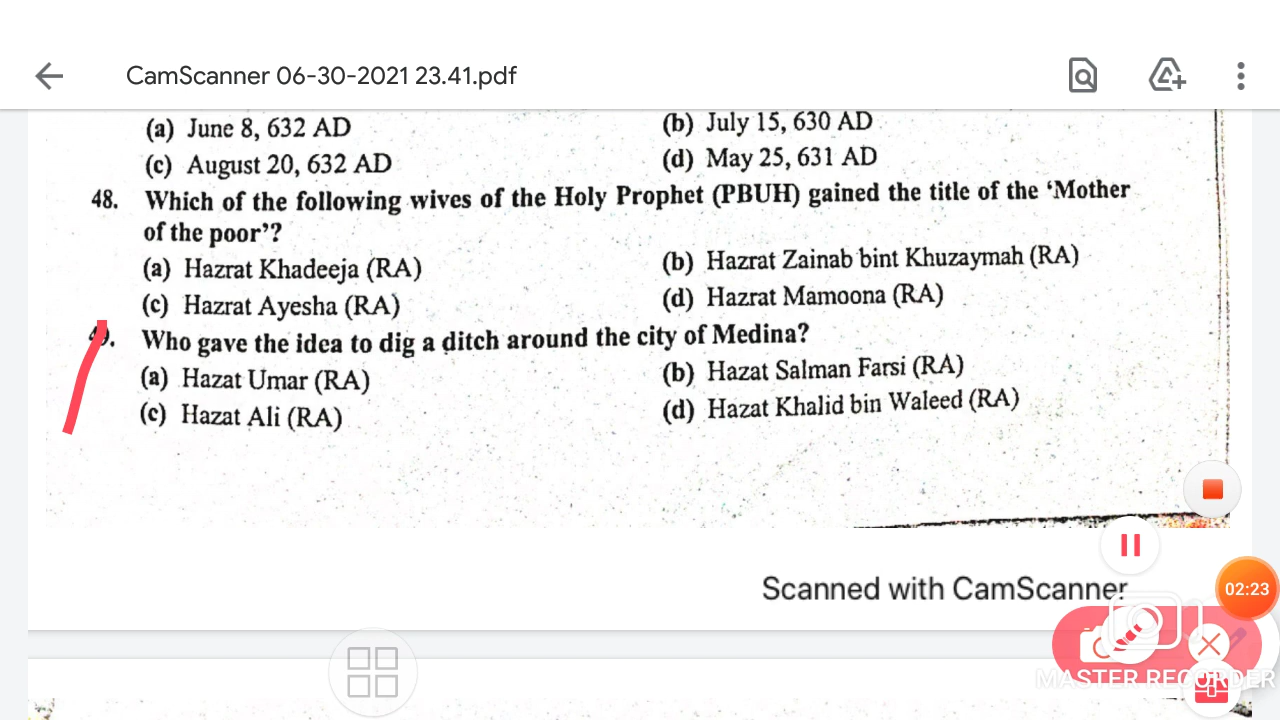 CamScanner 06-30-2021 23.41.pdf
(a) June 8, 632 AD (b) July 15, 630 AD
(c) August 20, 632 AD (d) May 25, 631 AD
48. Which of the following wives of the Holy Prophet (PBUH) gained the title of the ‘Mother
of the poor’?
(a) Hazrat Khadeeja (RA) (b) Hazrat Zainab bint Khuzaymah (RA)
(c) Hazrat Ayesha (RA) (d) Hazrat Mamoona (RA)
49. Who gave the idea to dig a ditch around the city of Medina?
(a) Hazat Umar (RA) (b) Hazat Salman Farsi (RA)
(c) Hazat Ali (RA) (d) Hazat Khalid bin Waleed (RA)
Scanned with CamScanner
02:23
MASTER RECORDER